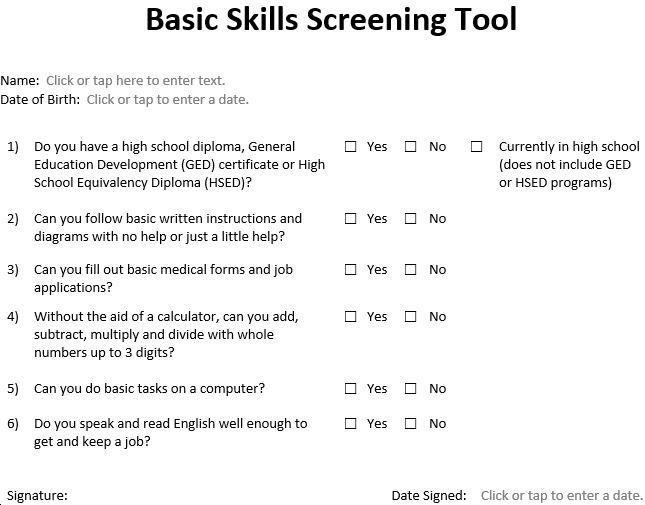 Basic Skills Screening Tool
Name: Click or tap here to enter text.
Date of Birth: Click or tap to enter a date.
1) Do you have a high school diploma, General ☐ Yes ☐ No ☐ Currently in high school
Education Development (GED) certificate or High (does not include GED
School Equivalency Diploma (HSED)? or HSED programs)
2) Can you follow basic written instructions and ☐ Yes ☐ No
diagrams with no help or just a little help?
3) Can you fill out basic medical forms and job ☐ Yes ☐ No
applications?
4) Without the aid of a calculator, can you add, ☐ Yes ☐ No
subtract, multiply and divide with whole
numbers up to 3 digits?
5) Can you do basic tasks on a computer? ☐ Yes ☐ No
6) Do you speak and read English well enough to ☐ Yes ☐ No
get and keep a job?
Signature: Date Signed: Click or tap to enter a date.